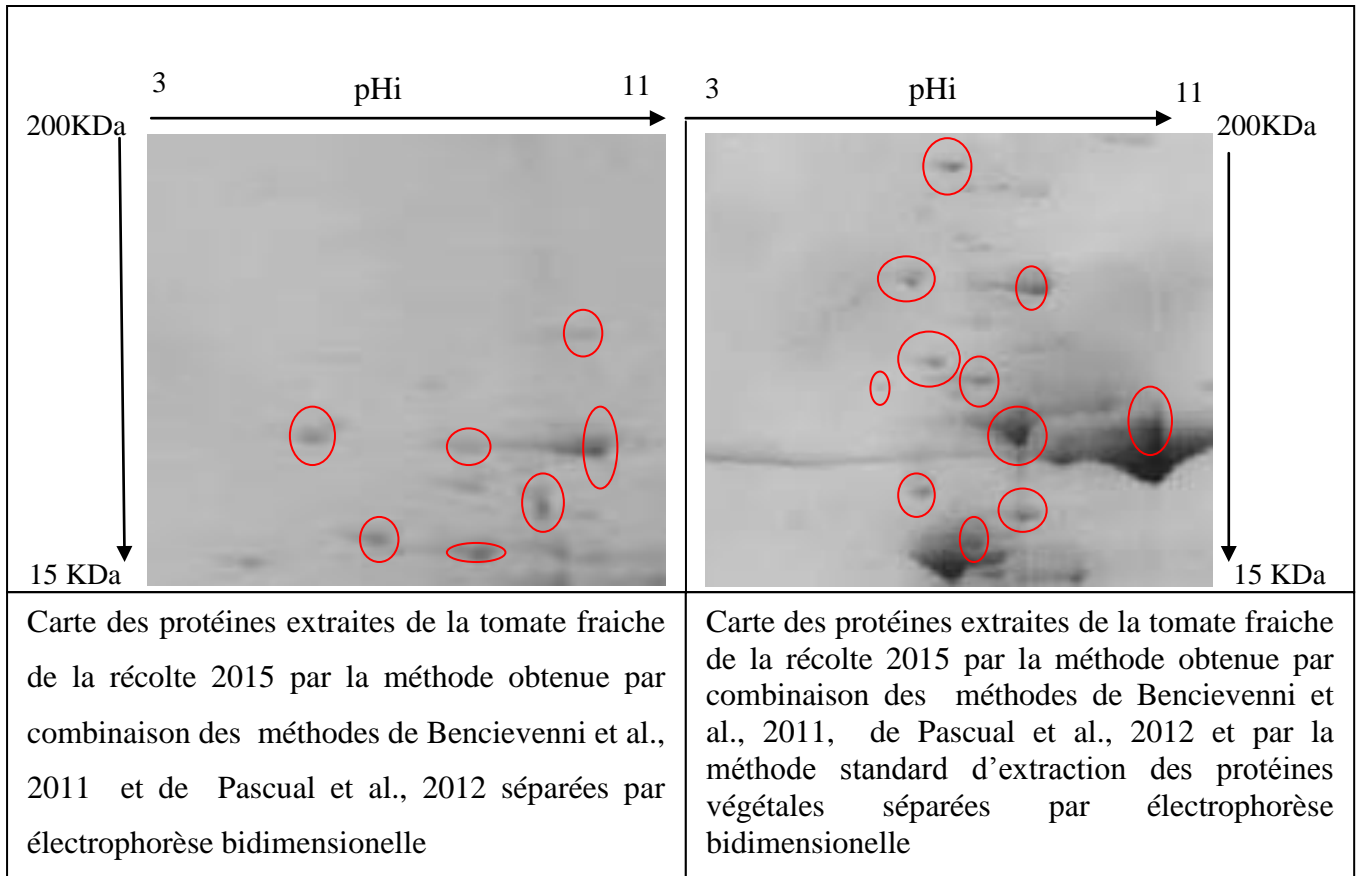 3 pHi 11
200KDa
15 KDa
3 pHi 11
200KDa
15 KDa
Carte des protéines extraites de la tomate fraiche
de la récolte 2015 par la méthode obtenue par
combinaison des méthodes de Bencievenni et al.,
2011 et de Pascual et al., 2012 séparées par
électrophorèse bidimensionelle
Carte des protéines extraites de la tomate fraiche
de la récolte 2015 par la méthode obtenue par
combinaison des méthodes de Bencievenni et
al., 2011, de Pascual et al., 2012 et par la
méthode standard d’extraction des protéines
végétales séparées par électrophorèse
bidimensionelle